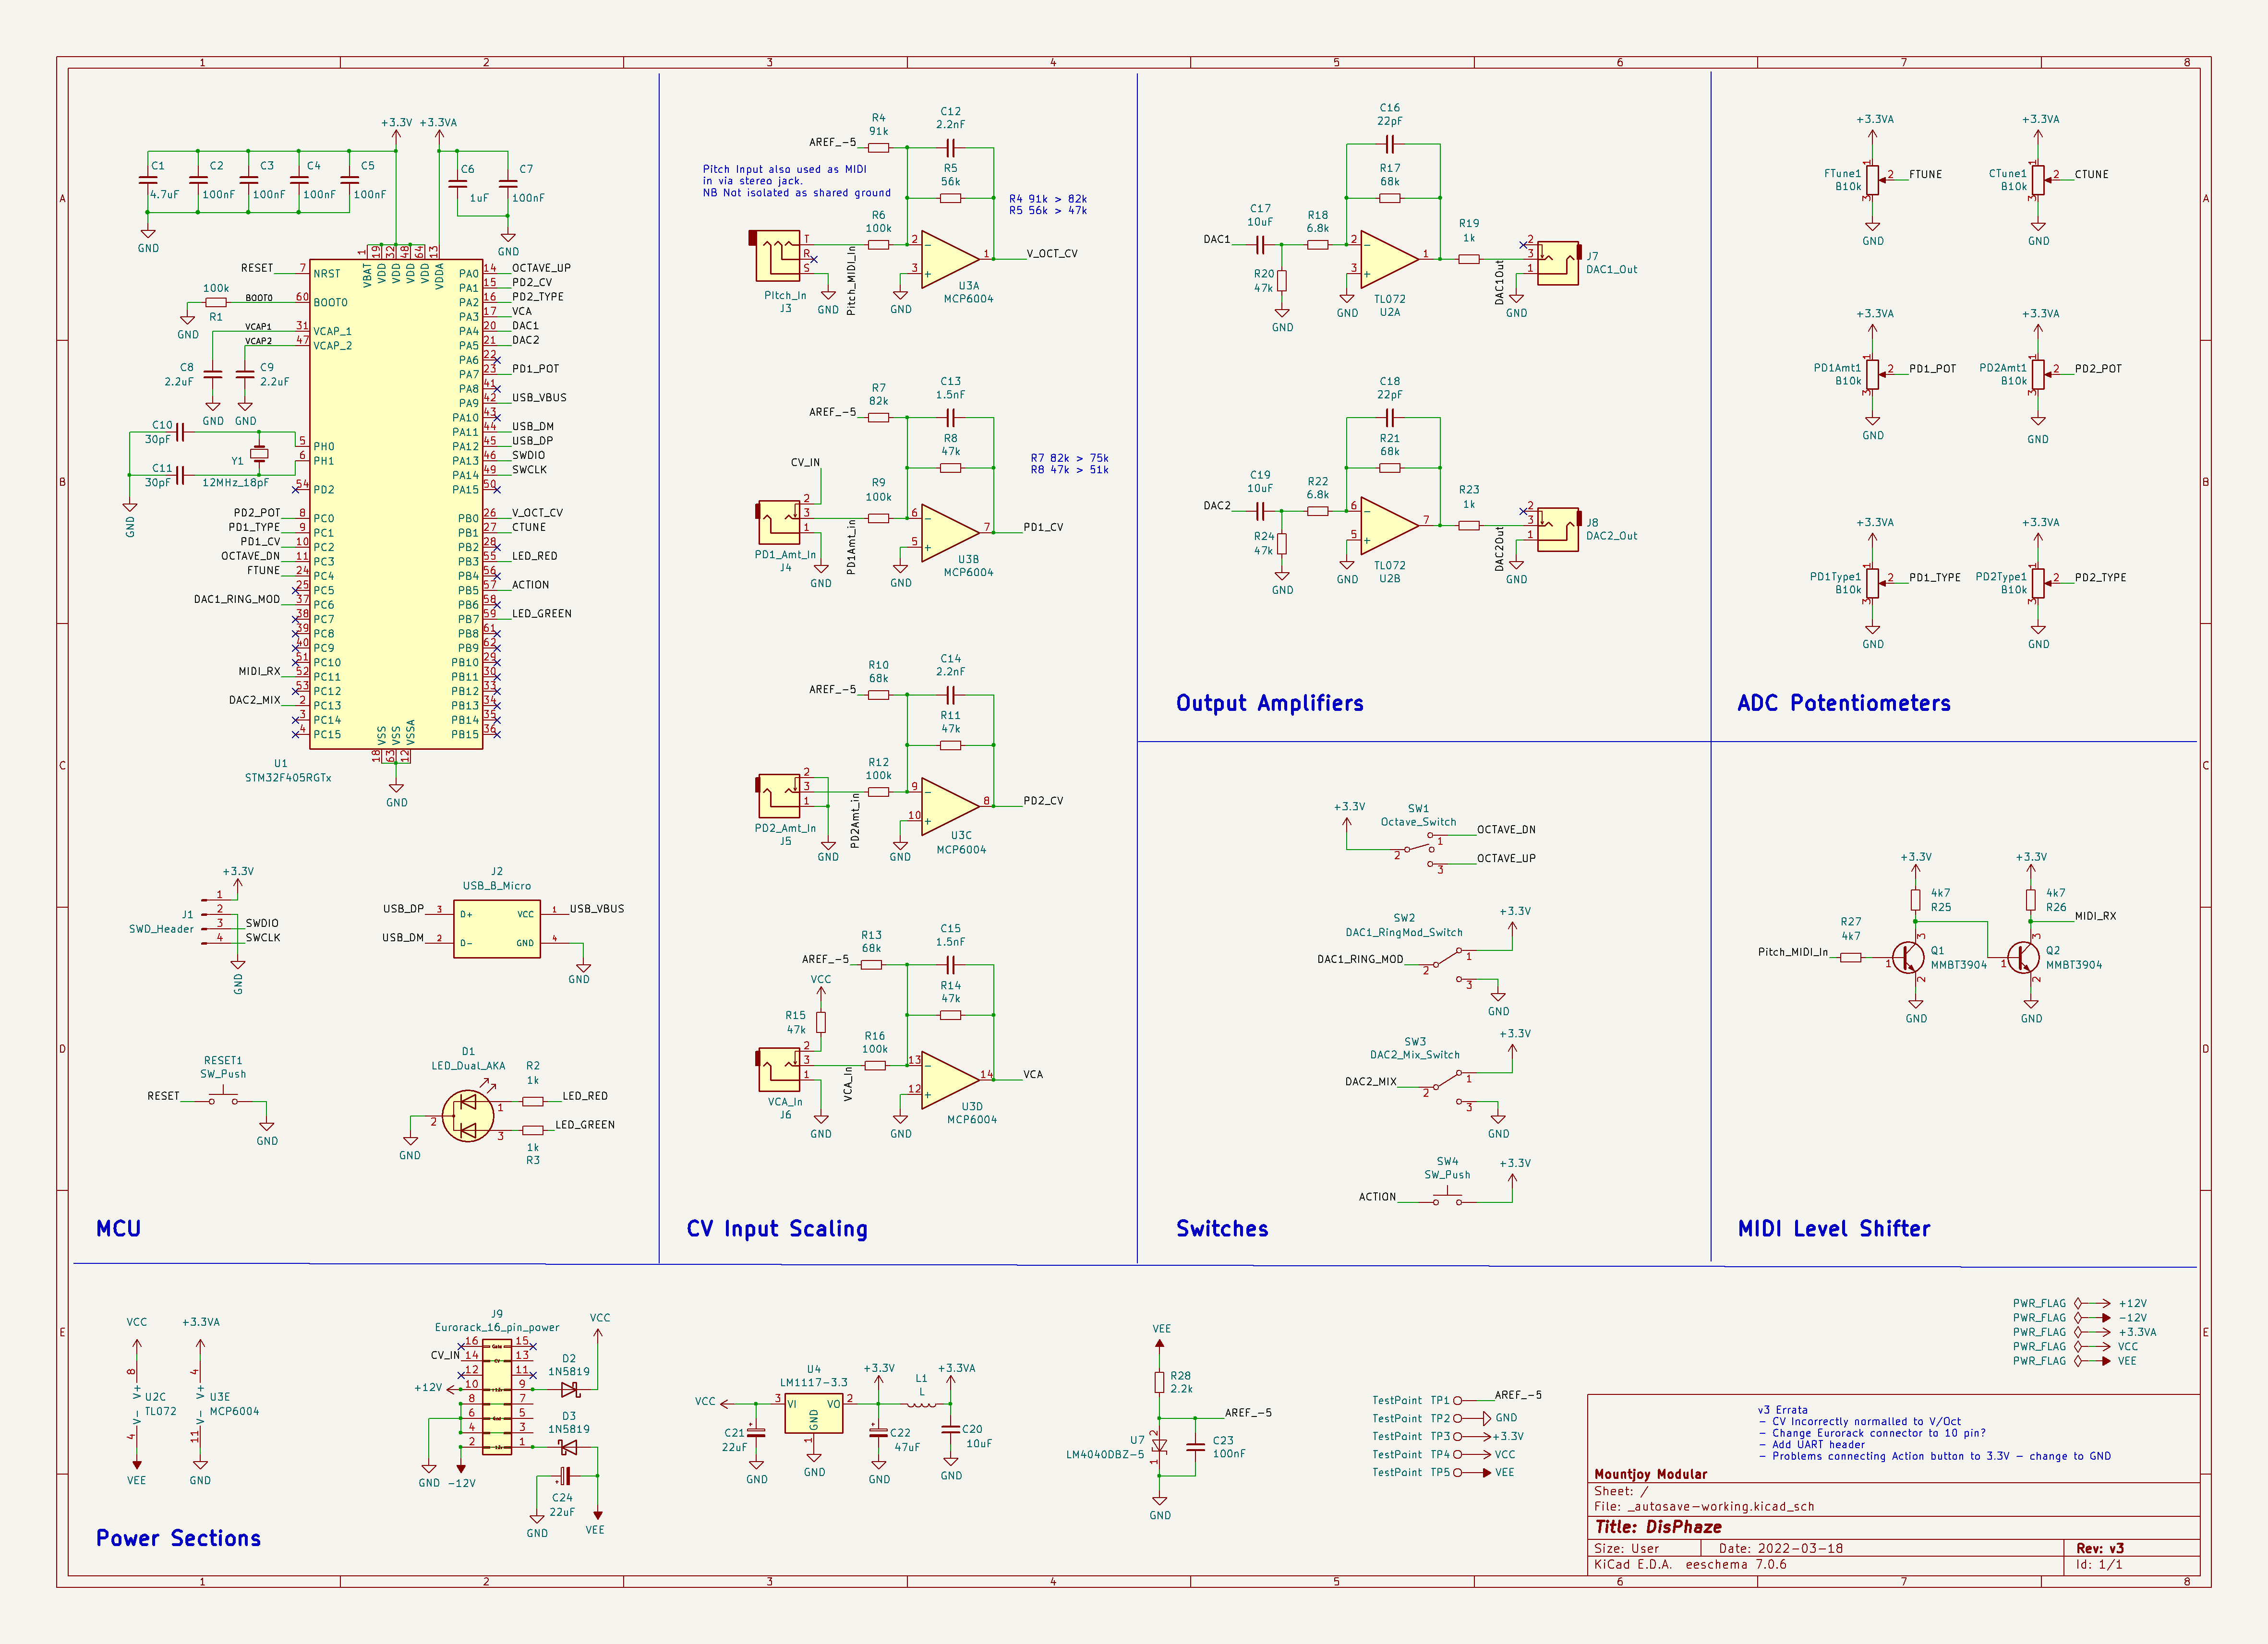 +3.3V
+3.3VA
C1
4.7uF
C2
100nF
C3
100nF
C4
100nF
C5
100nF
C6
1uF
C7
100nF
GND
GND
RESET
100k
R1
GND
BOOT0
VCAP1
VCAP2
C8
2.2uF
C9
2.2uF
GND
GND
C10
30pF
C11
30pF
Y1
12MHz_18pF
GND
1 VBAT
19 VDD
32 VDD
48 VDD
64 VDD
13 VDDA
7 NRST
60 BOOT0
31 VCAP_1
47 VCAP_2
5 PH0
6 PH1
54 PD2
PD2_POT 8 PC0
PD1_TYPE 9 PC1
PD1_CV 10 PC2
OCTAVE_DN 11 PC3
FTUNE 24 PC4
25 PC5
DAC1_RING_MOD 37 PC6
38 PC7
39 PC8
40 PC9
51 PC10
MIDI_RX 52 PC11
53 PC12
DAC2_MIX 2 PC13
3 PC14
4 PC15
PA0 14 OCTAVE_UP
PA1 15 PD2_CV
PA2 16 PD2_TYPE
PA3 17 VCA
PA4 20 DAC1
PA5 21 DAC2
PA6 22
PA7 23 PD1_POT
PA8 41
PA9 42 USB_VBUS
PA10 43
PA11 44 USB_DM
PA12 45 USB_DP
PA13 46 SWDIO
PA14 49 SWCLK
PA15 50
PB0 26 V_OCT_CV
PB1 27 CTUNE
PB2 28
PB3 55 LED_RED
PB4 56
PB5 57 ACTION
PB6 58
PB7 59 LED_GREEN
PB8 61
PB9 62
PB10 29
PB11 30
PB12 33
PB13 34
PB14 35
PB15 36
18 VSS
63 VSS
12 VSSA
U1
STM32F405RGTx
GND
+3.3V
J1
SWD_Header
1
2
3 SWDIO
4 SWCLK
GND
J2
USB_B_Micro
USB_DP 3 D+
USB_DM 2 D-
VCC 1 USB_VBUS
GND 4
GND
RESET1
SW_Push
RESET
GND
D1
LED_Dual_AKA
1
2
3
R2
1k
LED_RED
LED_GREEN
1k
R3
GND
MCU
Pitch Input also used as MIDI
in via stereo jack.
NB Not isolated as shared ground
R4
91k
AREF_-5
C12
2.2nF
R5
56k
R4 91k > 82k
R5 56k > 47k
R6
100k
T
R
S
Pitch_In
J3
GND
Pitch_MIDI_In
GND
2
3
1
U3A
MCP6004
V_OCT_CV
R7
82k
AREF_-5
C13
1.5nF
R8
47k
R7 82k > 75k
R8 47k > 51k
CV_IN
R9
100k
2
3
1
PD1_Amt_In
J4
GND
PD1Amt_in
GND
6
5
7
U3B
MCP6004
PD1_CV
R10
68k
AREF_-5
C14
2.2nF
R11
47k
R12
100k
2
3
1
PD2_Amt_In
J5
GND
PD2Amt_in
GND
9
10
8
U3C
MCP6004
PD2_CV
R13
68k
AREF_-5
C15
1.5nF
R14
47k
VCC
R15
47k
R16
100k
2
3
1
VCA_In
J6
GND
VCA_In
GND
13
12
14
U3D
MCP6004
VCA
CV Input Scaling
C16
22pF
R17
68k
C17
10uF
R18
6.8k
DAC1
R20
47k
GND
2
3
1
TL072
U2A
GND
R19
1k
DAC1Out
2
3
1
J7
DAC1_Out
GND
C18
22pF
R21
68k
C19
10uF
R22
6.8k
DAC2
R24
47k
GND
6
5
7
TL072
U2B
GND
R23
1k
DAC2Out
2
3
1
J8
DAC2_Out
GND
Output Amplifiers
+3.3VA
FTune1
B10k
1
2
3
FTUNE
GND
+3.3VA
CTune1
B10k
1
2
3
CTUNE
GND
+3.3VA
PD1Amt1
B10k
1
2
3
PD1_POT
GND
+3.3VA
PD2Amt1
B10k
1
2
3
PD2_POT
GND
+3.3VA
PD1Type1
B10k
1
2
3
PD1_TYPE
GND
+3.3VA
PD2Type1
B10k
1
2
3
PD2_TYPE
GND
ADC Potentiometers
+3.3V
SW1
Octave_Switch
2
1
3
OCTAVE_DN
OCTAVE_UP
SW2
DAC1_RingMod_Switch
+3.3V
DAC1_RING_MOD
2
1
3
GND
SW3
DAC2_Mix_Switch
+3.3V
DAC2_MIX
2
1
3
GND
SW4
SW_Push
+3.3V
ACTION
Switches
+3.3V
4k7
R25
+3.3V
4k7
R26
MIDI_RX
R27
4k7
Pitch_MIDI_In
1
3
2
Q1
MMBT3904
1
3
2
Q2
MMBT3904
GND
GND
MIDI Level Shifter
VCC
8
V+
U2C
TL072
V-
4
VEE
+3.3VA
4
V+
U3E
MCP6004
V-
11
GND
J9
Eurorack_16_pin_power
16 15
CV_IN 14 13
12 11
+12V 10 9
8 7
6 5
4 3
2 1
GND
-12V
D2
1N5819
VCC
D3
1N5819
C24
22uF
GND
VEE
VCC
C21
22uF
GND
U4
LM1117-3.3
3 VI
VO 2
GND
1
GND
+3.3V
C22
47uF
GND
L1
L
+3.3VA
C20
10uF
GND
VEE
R28
2.2k
AREF_-5
U7
LM4040DBZ-5
2
1
C23
100nF
GND
TestPoint TP1 AREF_-5
TestPoint TP2 GND
TestPoint TP3 +3.3V
TestPoint TP4 VCC
TestPoint TP5 VEE
PWR_FLAG +12V
PWR_FLAG -12V
PWR_FLAG +3.3VA
PWR_FLAG VCC
PWR_FLAG VEE
Power Sections
v3 Errata
- CV Incorrectly normalled to V/Oct
- Change Eurorack connector to 10 pin?
- Add UART header
- Problems connecting Action button to 3.3V - change to GND
Mountjoy Modular
Sheet: /
File: _autosave-working.kicad_sch
Title: DisPhaze
Size: User
Date: 2022-03-18
Rev: v3
KiCad E.D.A. eeschema 7.0.6
Id: 1/1
1 2 3 4 5 6 7 8
A B C D E
A B C D E
1 2 3 4 5 6 7 8